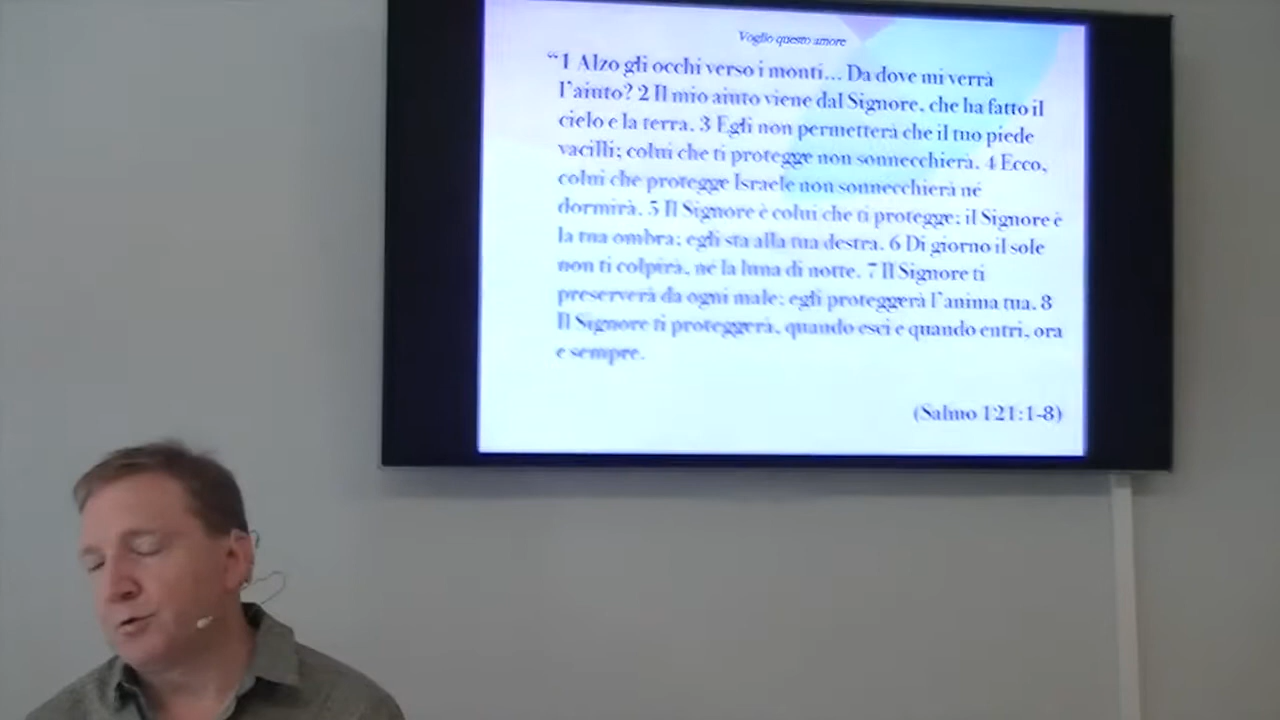 Voglio questo amore
“1 Alzo gli occhi verso i monti... Da dove mi verrà
l'aiuto? 2 Il mio aiuto viene dal Signore, che ha fatto il
cielo e la terra. 3 Egli non permetterà che il tuo piede
vacilli; colui che ti protegge non sonnecchierà. 4 Ecco,
colui che protegge Israele non sonnecchierà né
dormirà. 5 Il Signore è colui che ti protegge; il Signore è
la tua ombra; egli sta alla tua destra. 6 Di giorno il sole
non ti colpirà, né la luna di notte. 7 Il Signore ti
preserverà da ogni male; egli proteggerà l'anima tua. 8
Il Signore ti proteggerà, quando esci e quando entri, ora
e sempre.
(Salmo 121:1-8)